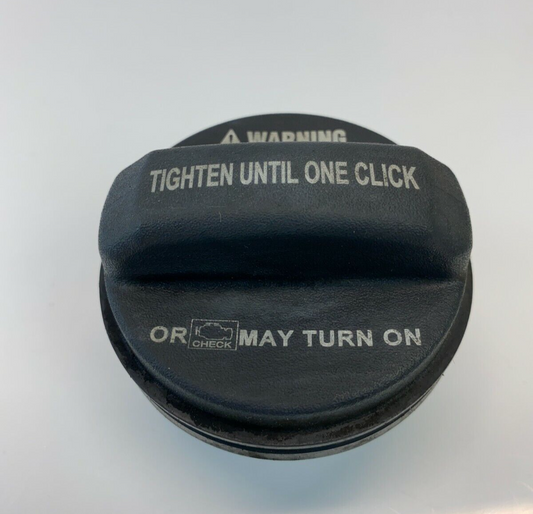 WARNING
TIGHTEN UNTIL ONE CLICK
OR CHECK MAY TURN ON